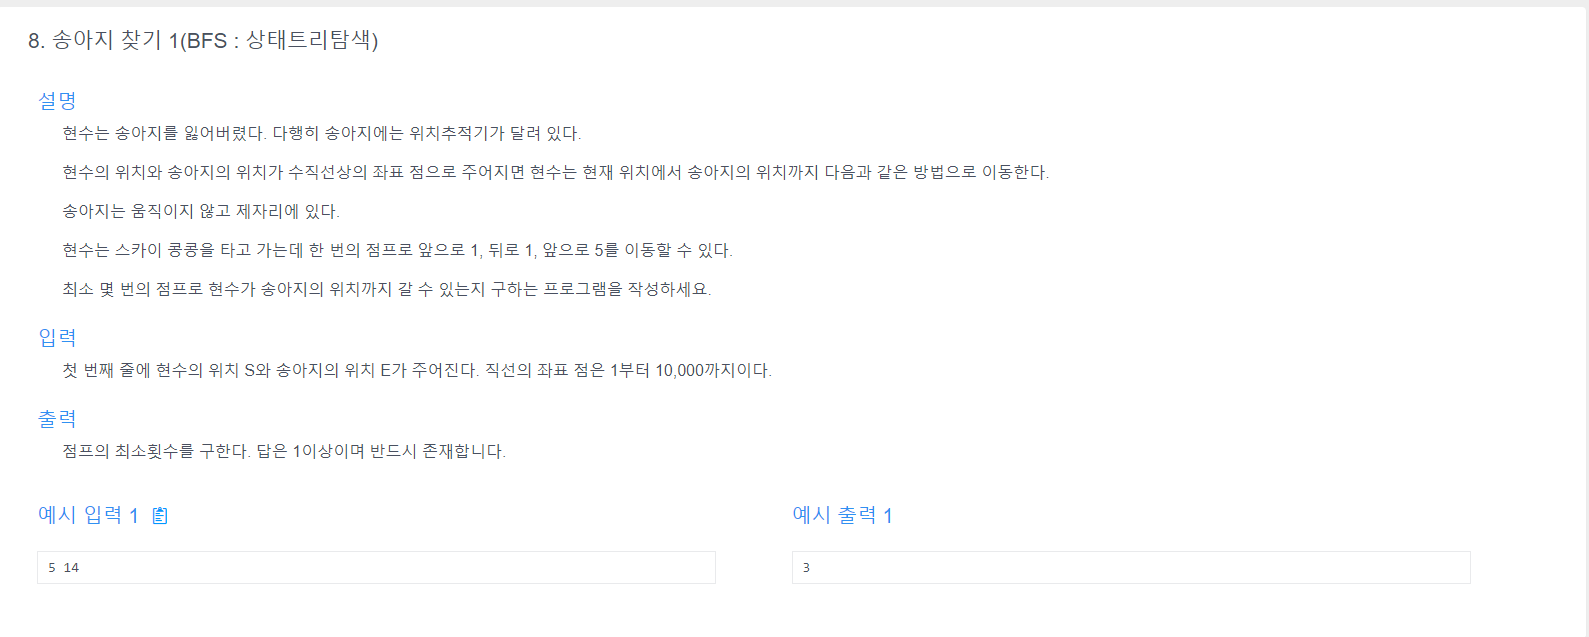 8. 송아지 찾기 1(BFS : 상태트리탐색)
설명
현수는 송아지를 잃어버렸다. 다행히 송아지에는 위치추적기가 달려 있다.
현수의 위치와 송아지의 위치가 수직선상의 좌표 점으로 주어지면 현수는 현재 위치에서 송아지의 위치까지 다음과 같은 방법으로 이동한다.
송아지는 움직이지 않고 제자리에 있다.
현수는 스카이 콩콩을 타고 가는데 한 번의 점프로 앞으로 1, 뒤로 1, 앞으로 5를 이동할 수 있다.
최소 몇 번의 점프로 현수가 송아지의 위치까지 갈 수 있는지 구하는 프로그램을 작성하세요.
입력
첫 번째 줄에 현수의 위치 S와 송아지의 위치 E가 주어진다. 직선의 좌표 점은 1부터 10,000까지이다.
출력
점프의 최소횟수를 구한다. 답은 1이상이며 반드시 존재합니다.
예시 입력 1
5 14
예시 출력 1
3